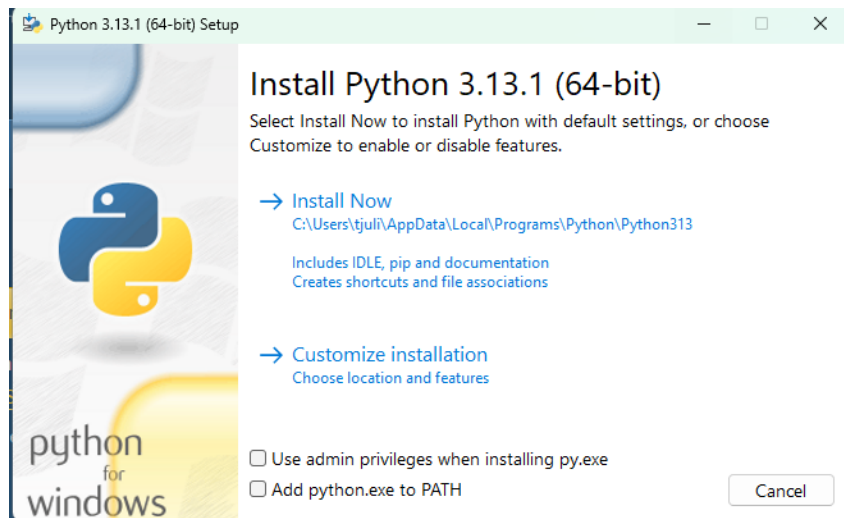 Python 3.13.1 (64-bit) Setup
Install Python 3.13.1 (64-bit)
Select Install Now to install Python with default settings, or choose
Customize to enable or disable features.
Install Now
C:\Users\tjuli\AppData\Local\Programs\Python\Python313
Includes IDLE, pip and documentation
Creates shortcuts and file associations
Customize installation
Choose location and features
python
for
windows
Use admin privileges when installing py.exe
Add python.exe to PATH
Cancel